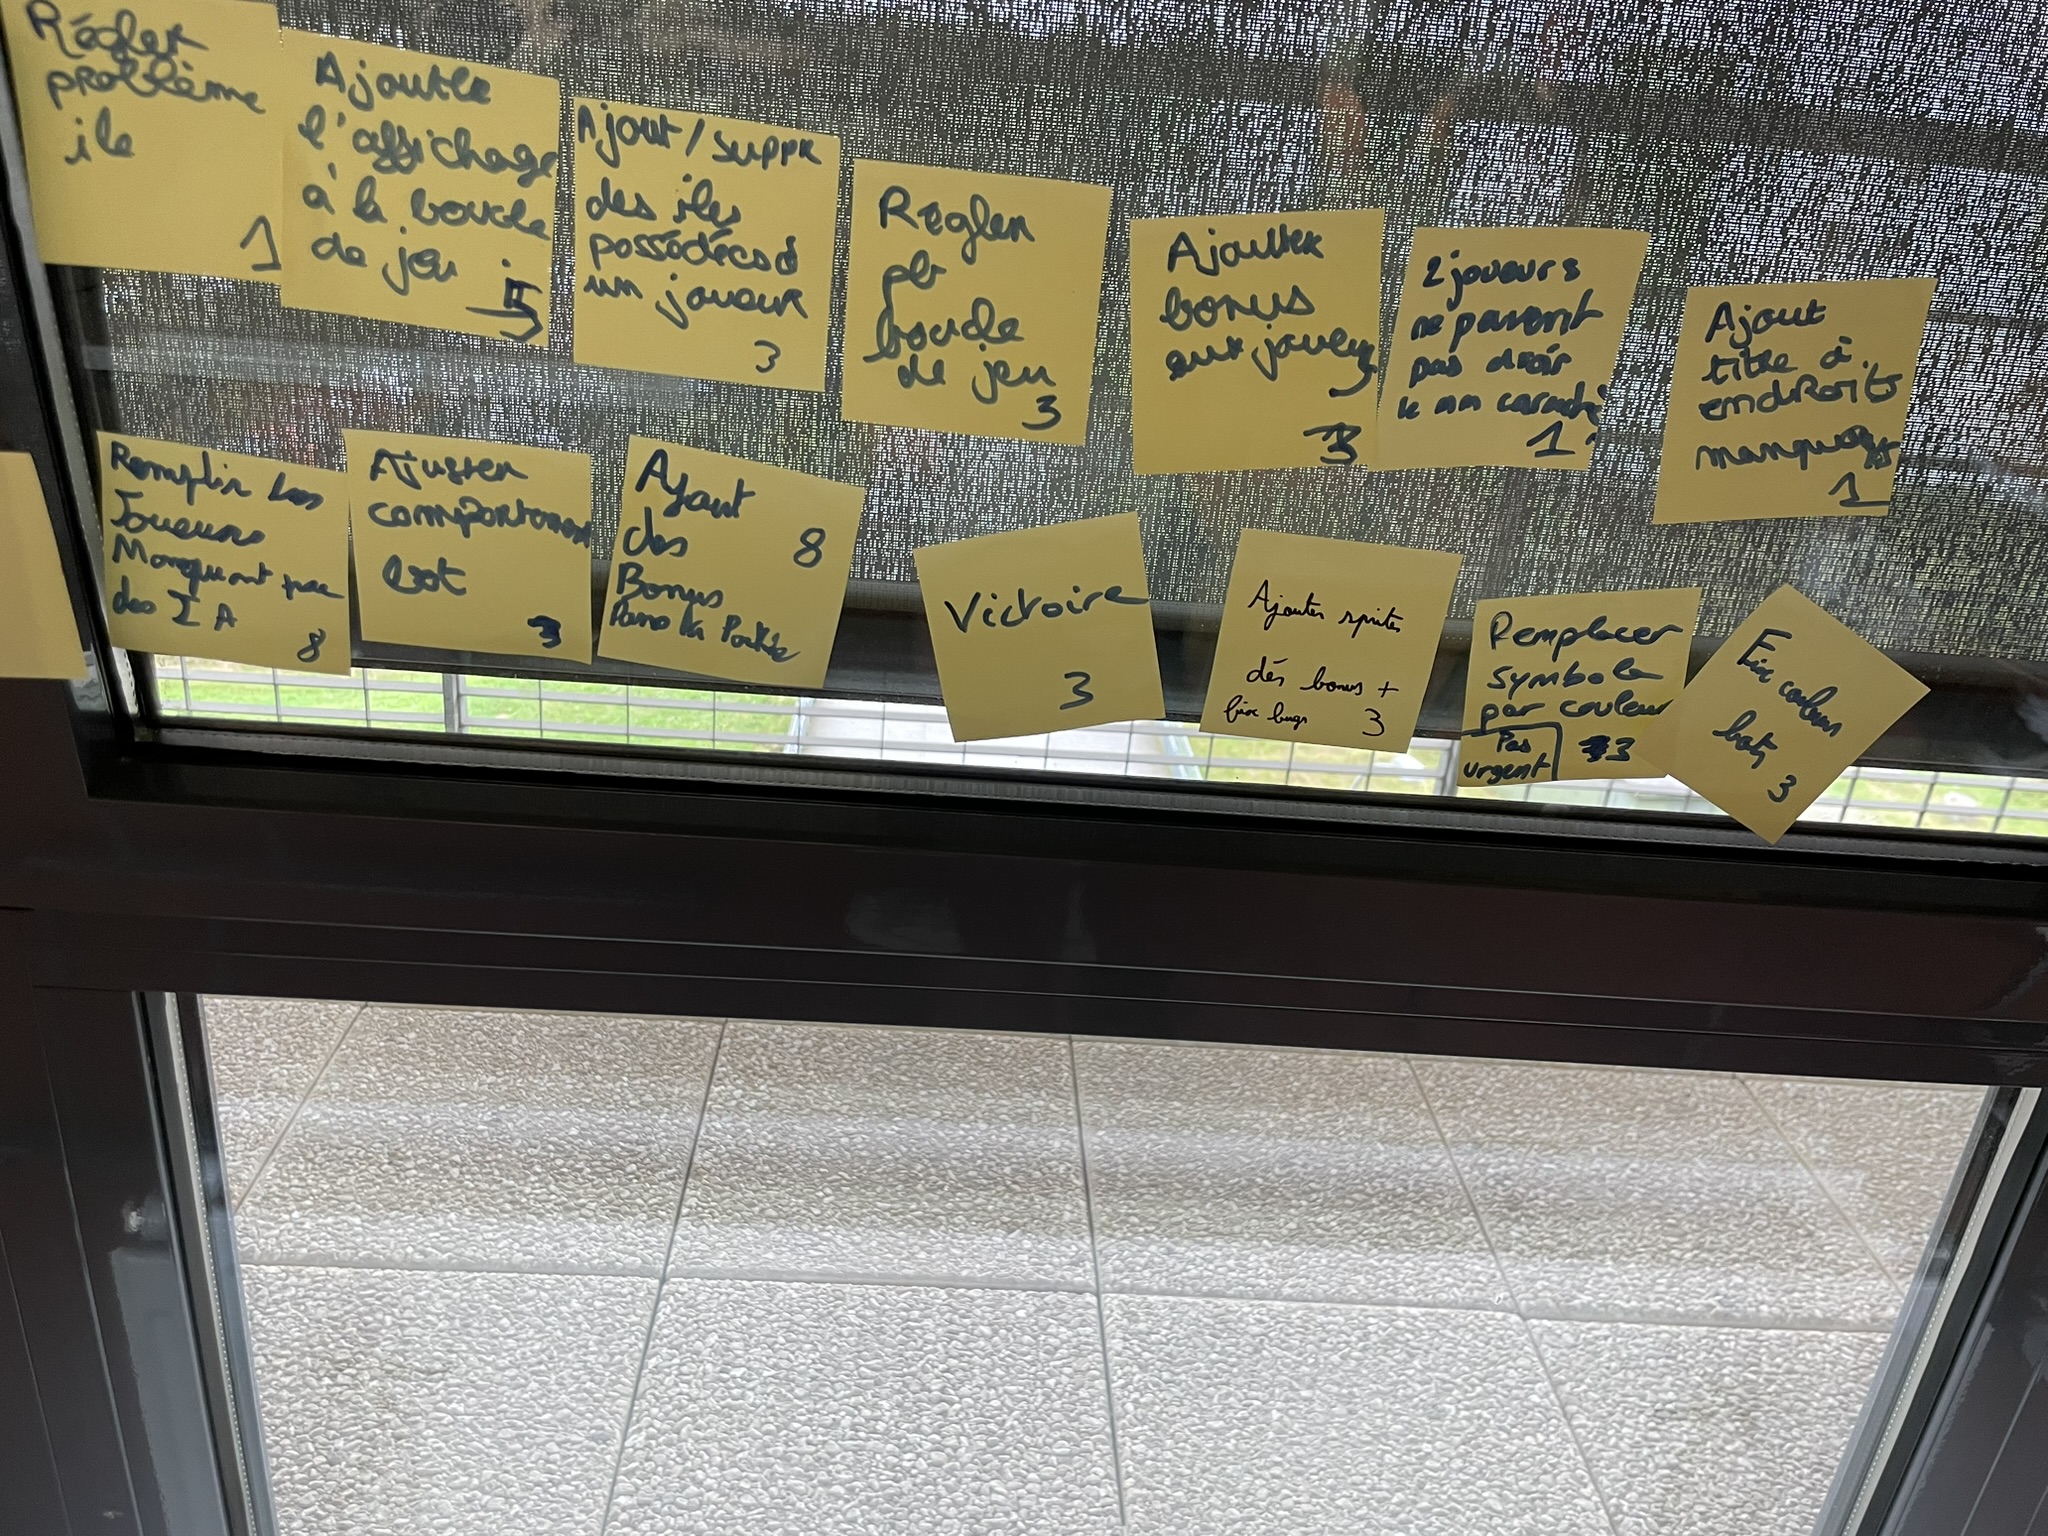 Régler
problème
ile
1
Ajouter
l'affichage
à la boucle
de jeu
5
Ajout/suppr
des iles
possédées à
un joueur
3
Régler
pb
boucle
de jeu
3
Ajouter
bonus
aux joueurs
3
2 joueurs
ne peuvent
pas avoir
le mm caractè
1
Ajout
titre à
endroits
manquants
1
Remplir les
Joueurs
Manquant par
des IA
8
Ajuster
comportement
bot
3
Ajout
des 8
Bonus
Dans la Partie
Victoire
3
Ajouter sprites
dés bonus +
fix bugs 3
Remplacer
symbole
par couleur
Pas
urgent
3
Fix couleur
bots
3